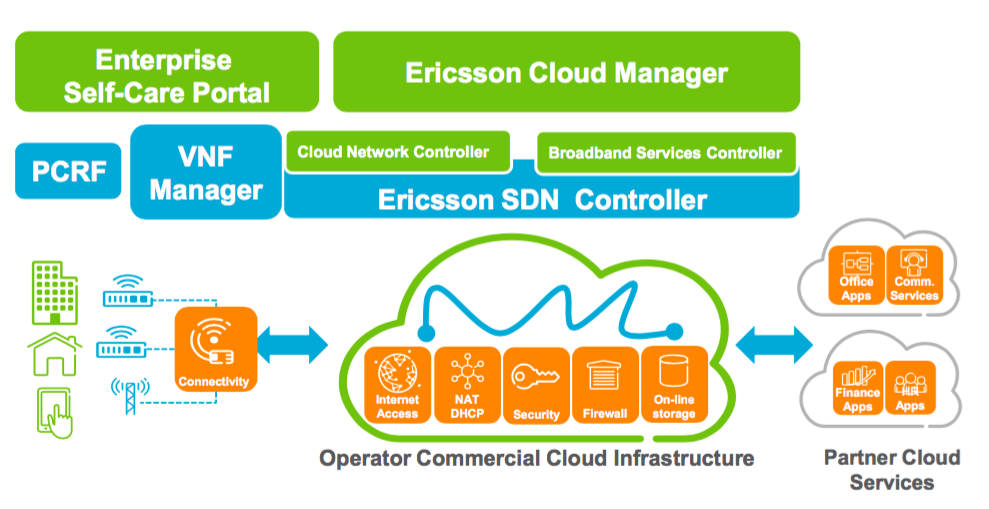 Enterprise
Self-Care Portal
Ericsson Cloud Manager
PCRF
VNF
Manager
Cloud Network Controller
Broadband Services Controller
Ericsson SDN Controller
Connectivity
Internet
Access
NAT
DHCP
Security
Firewall
On-line
storage
Operator Commercial Cloud Infrastructure
Office
Apps
Comm.
Services
Finance
Apps
Apps
Partner Cloud
Services